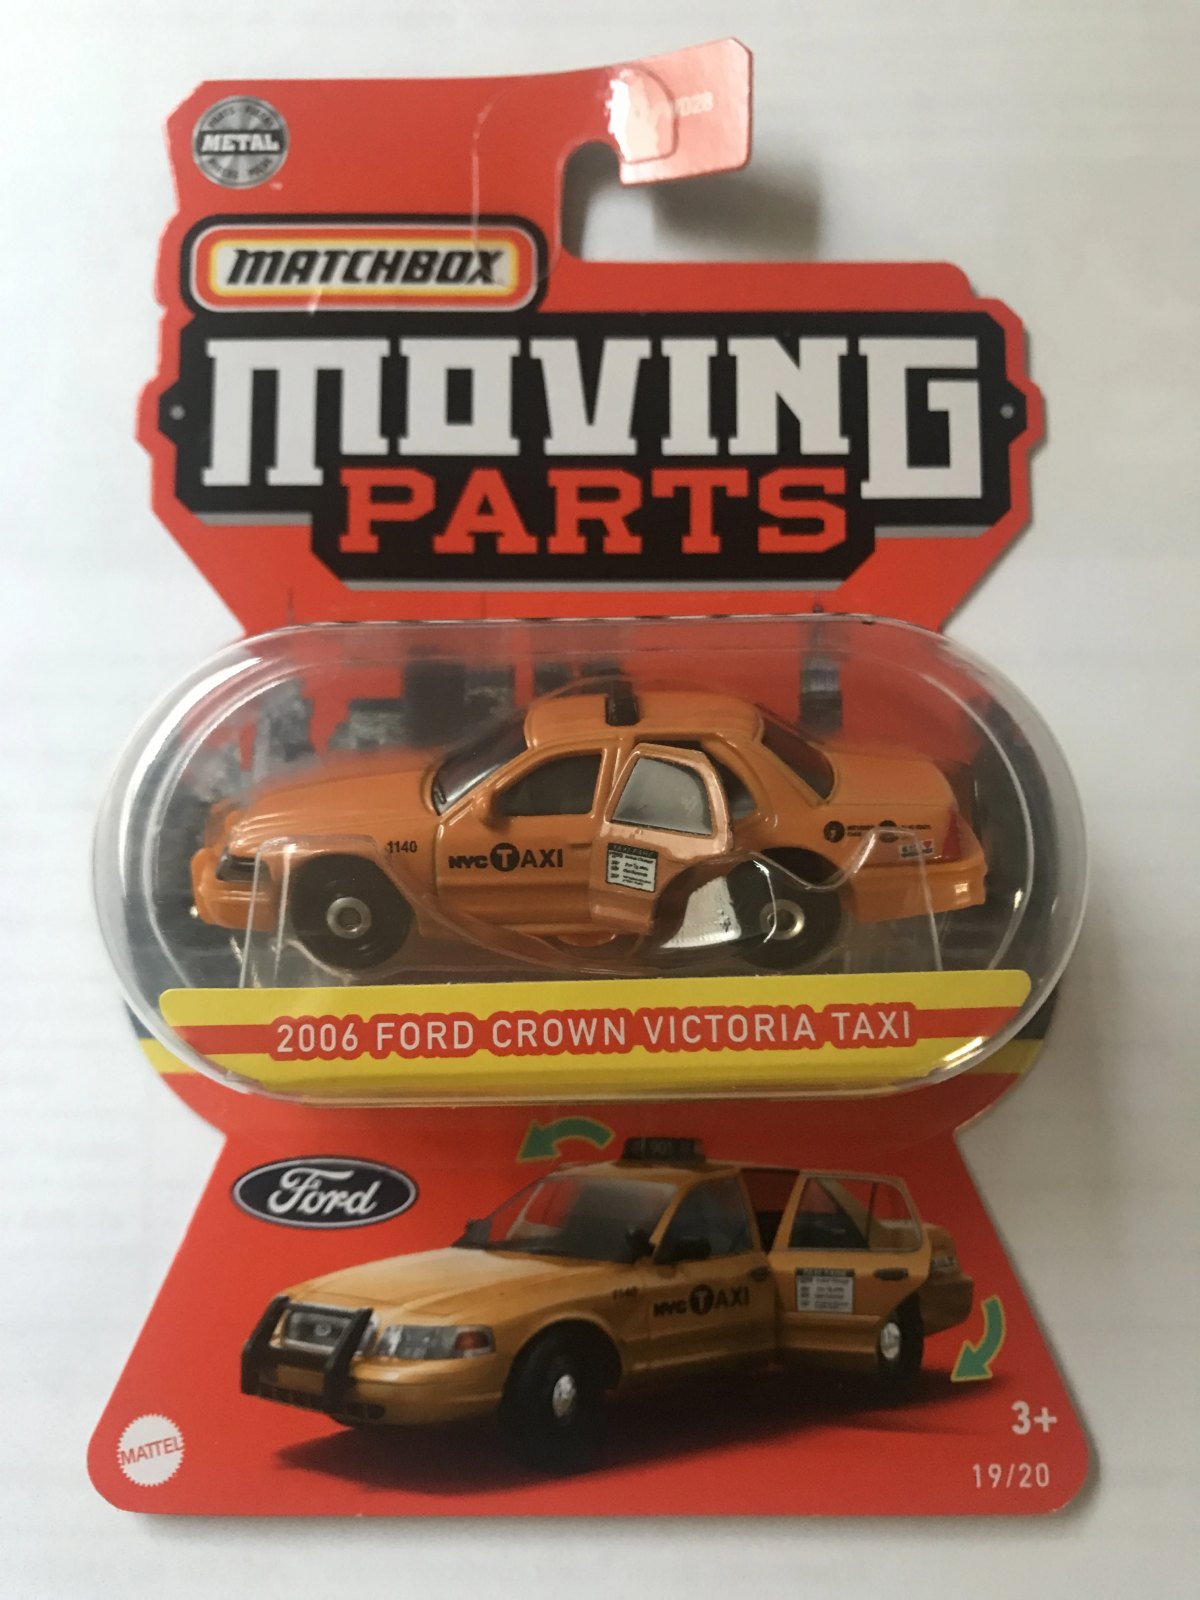 METAL
MATCHBOX
MOVING
PARTS
1140
NYC TAXI
2006 FORD CROWN VICTORIA TAXI
Ford
1140
NYC TAXI
MATTEL
3+
19/20